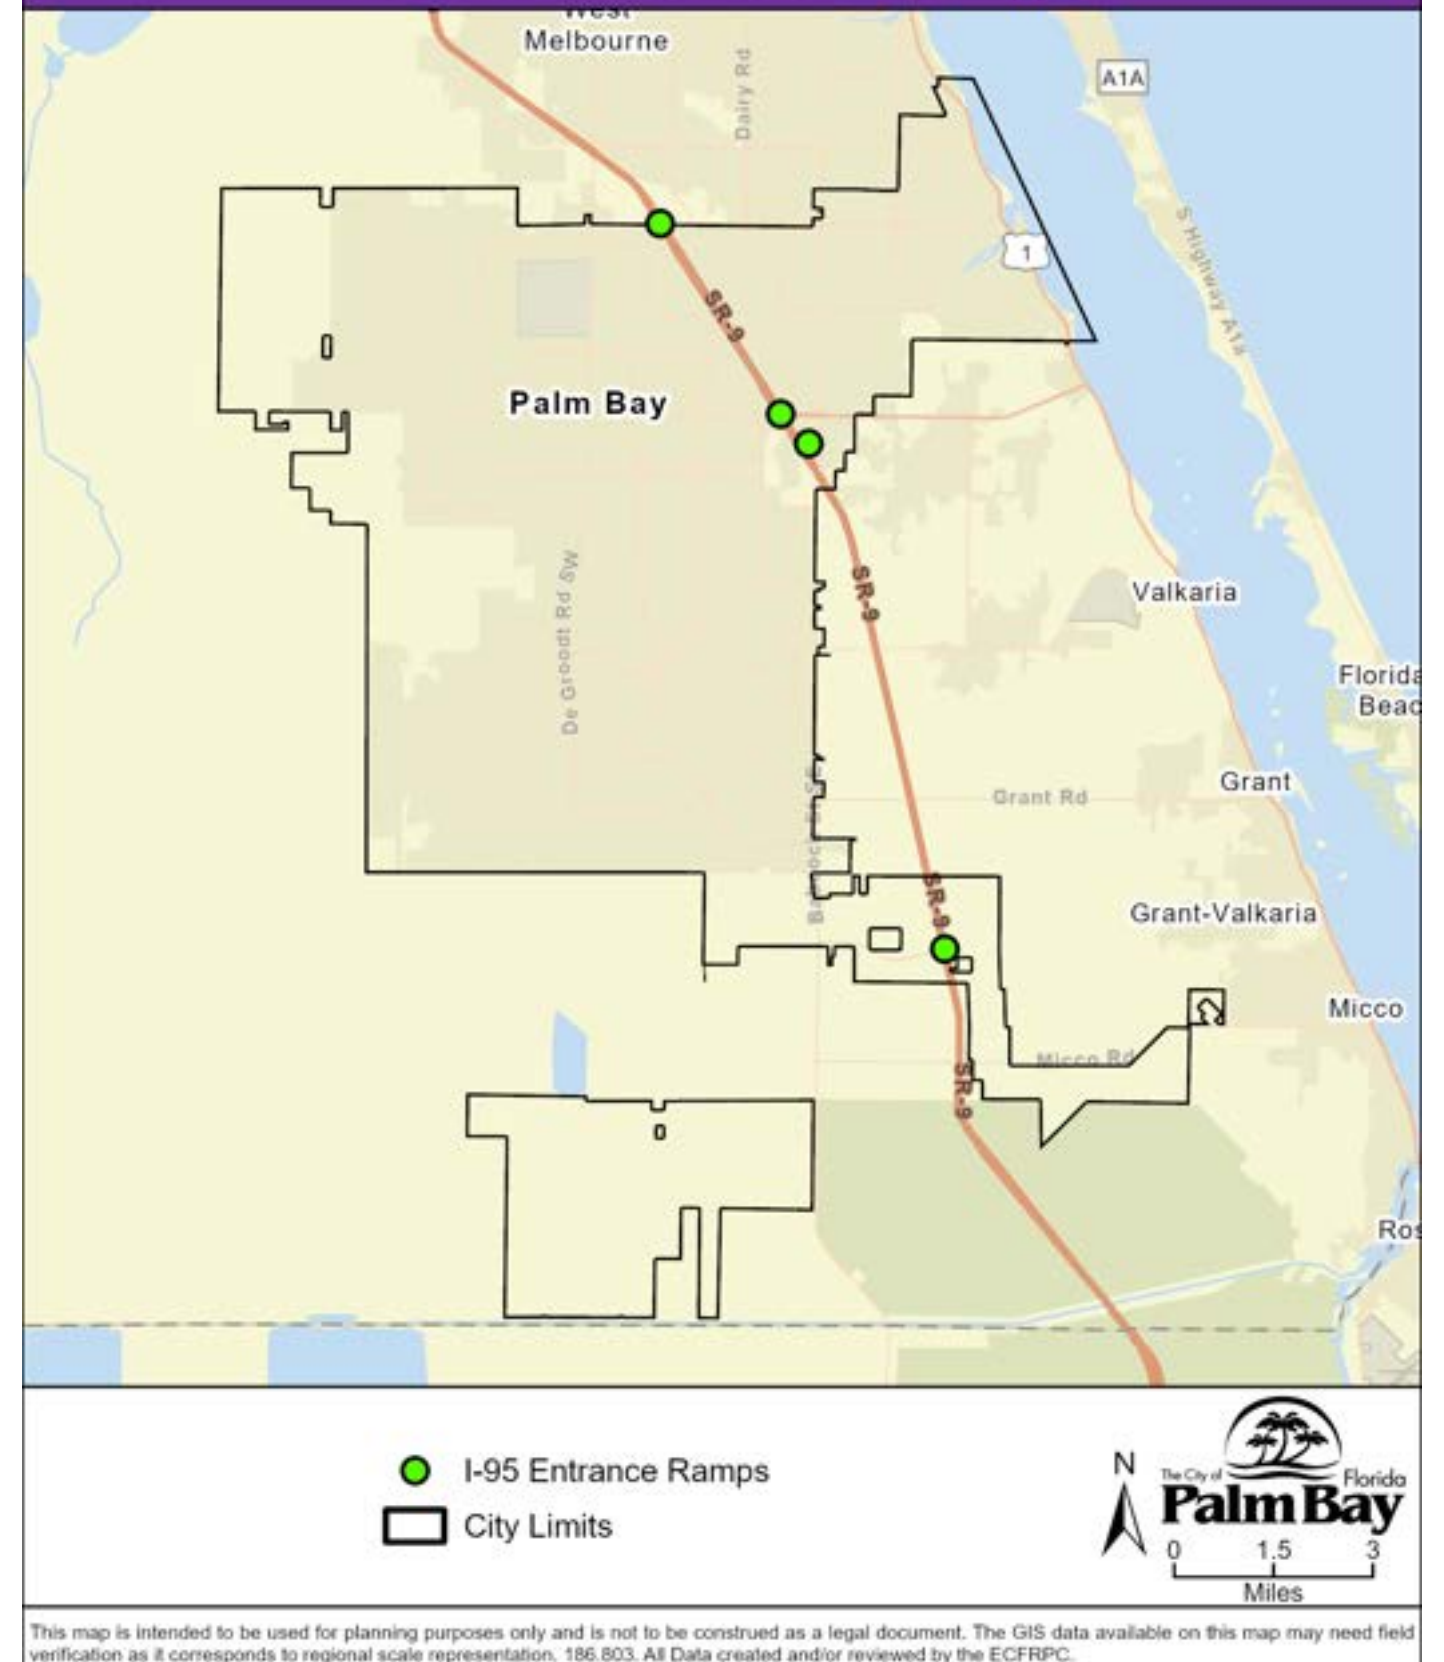 West
Melbourne
Dairy Rd
A1A
S Highway A1a
1
SR-9
Palm Bay
SR-9
De Groodt Rd SW
Valkaria
Florida
Beac
Grant
Grant Rd
SR-9
Grant-Valkaria
Micco
Micco Rd
SR-9
Ros
I-95 Entrance Ramps
City Limits
N
The City of
Florida
Palm Bay
0 1.5 3
Miles
This map is intended to be used for planning purposes only and is not to be construed as a legal document. The GIS data available on this map may need field
verification as it corresponds to regional scale representation. 186.803. All Data created and/or reviewed by the ECFRPC.